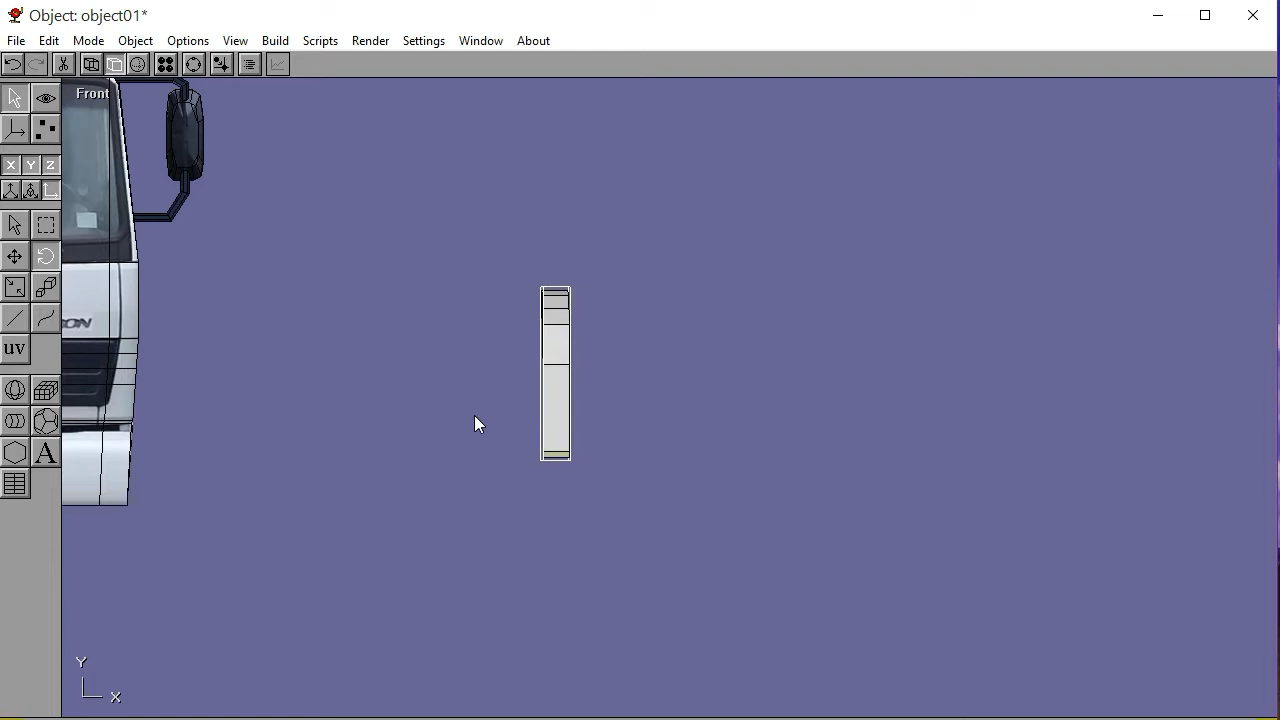 Object: object01*
File Edit Mode Object Options View Build Scripts Render Settings Window About
Front
X Y Z
uv
A
ON
Y
X